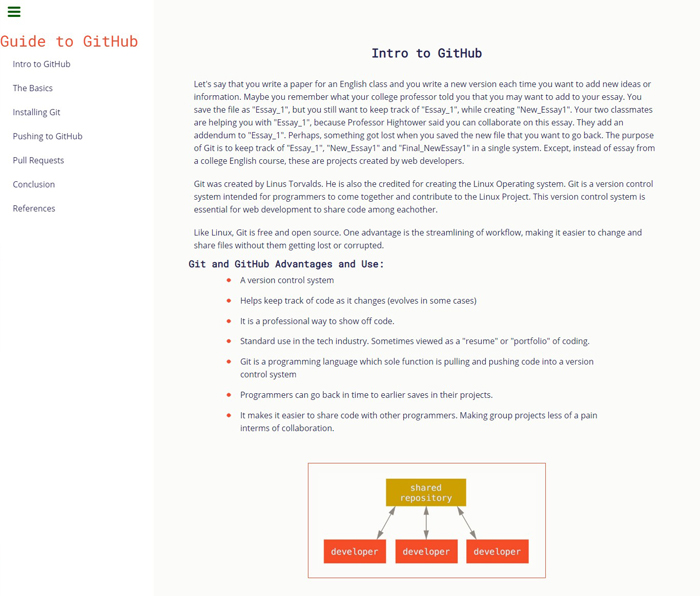 Guide to GitHub
Intro to GitHub
The Basics
Installing Git
Pushing to GitHub
Pull Requests
Conclusion
References
Intro to GitHub
Let's say that you write a paper for an English class and you write a new version each time you want to add new ideas or
information. Maybe you remember what your college professor told you that you may want to add to your essay. You
save the file as "Essay_1", but you still want to keep track of "Essay_1", while creating "New_Essay1". Your two classmates
are helping you with "Essay_1", because Professor Hightower said you can collaborate on this essay. They add an
addendum to "Essay_1". Perhaps, something got lost when you saved the new file that you want to go back. The purpose
of Git is to keep track of "Essay_1", "New_Essay1" and "Final_NewEssay1" in a single system. Except, instead of essay from
a college English course, these are projects created by web developers.
Git was created by Linus Torvalds. He is also the credited for creating the Linux Operating system. Git is a version control
system intended for programmers to come together and contribute to the Linux Project. This version control system is
essential for web development to share code among eachother.
Like Linux, Git is free and open source. One advantage is the streamlining of workflow, making it easier to change and
share files without them getting lost or corrupted.
Git and GitHub Advantages and Use:
A version control system
Helps keep track of code as it changes (evolves in some cases)
It is a professional way to show off code.
Standard use in the tech industry. Sometimes viewed as a "resume" or "portfolio" of coding.
Git is a programming language which sole function is pulling and pushing code into a version
control system
Programmers can go back in time to earlier saves in their projects.
It makes it easier to share code with other programmers. Making group projects less of a pain
interms of collaboration.
shared
repository
developer developer developer